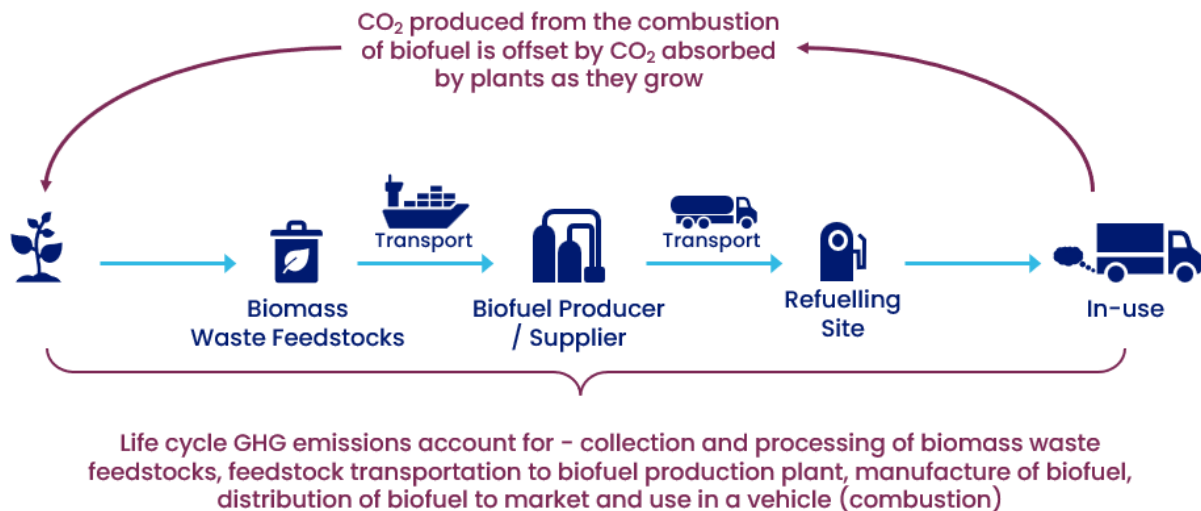 CO₂ produced from the combustion
of biofuel is offset by CO₂ absorbed
by plants as they grow
Transport
Transport
Biomass
Waste Feedstocks
Biofuel Producer
/ Supplier
Refuelling
Site
In-use
Life cycle GHG emissions account for - collection and processing of biomass waste
feedstocks, feedstock transportation to biofuel production plant, manufacture of biofuel,
distribution of biofuel to market and use in a vehicle (combustion)